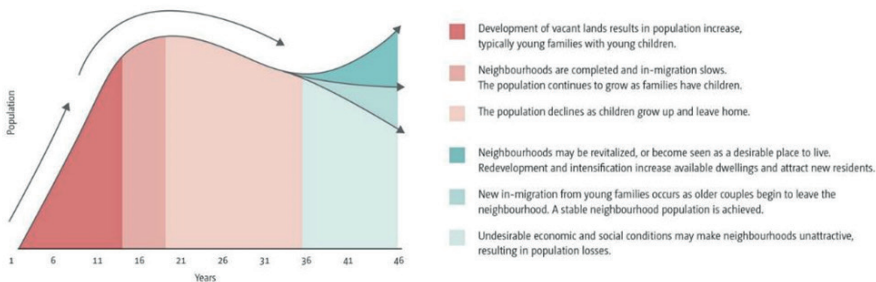 Population
1 6 11 16 21 26 31 36 41 46
Years
Development of vacant lands results in population increase,
typically young families with young children.
Neighbourhoods are completed and in-migration slows.
The population continues to grow as families have children.
The population declines as children grow up and leave home.
Neighbourhoods may be revitalized, or become seen as a desirable place to live.
Redevelopment and intensification increase available dwellings and attract new residents.
New in-migration from young families occurs as older couples begin to leave the
neighbourhood. A stable neighbourhood population is achieved.
Undesirable economic and social conditions may make neighbourhoods unattractive,
resulting in population losses.